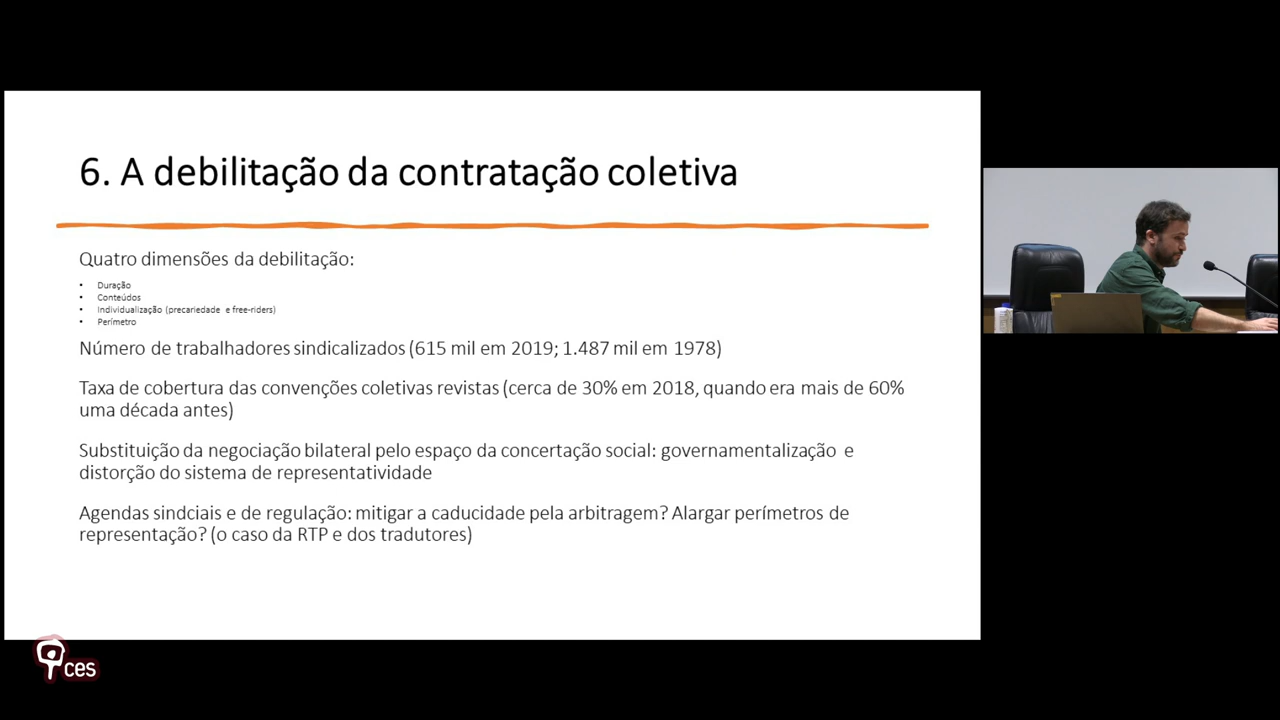 6. A debilitação da contratação coletiva
Quatro dimensões da debilitação:
• Duração
• Conteúdos
• Individualização (precariedade e free-riders)
• Perímetro
Número de trabalhadores sindicalizados (615 mil em 2019; 1.487 mil em 1978)
Taxa de cobertura das convenções coletivas revistas (cerca de 30% em 2018, quando era mais de 60%
uma década antes)
Substituição da negociação bilateral pelo espaço da concertação social: governamentalização e
distorção do sistema de representatividade
Agendas sindciais e de regulação: mitigar a caducidade pela arbitragem? Alargar perímetros de
representação? (o caso da RTP e dos tradutores)
ces